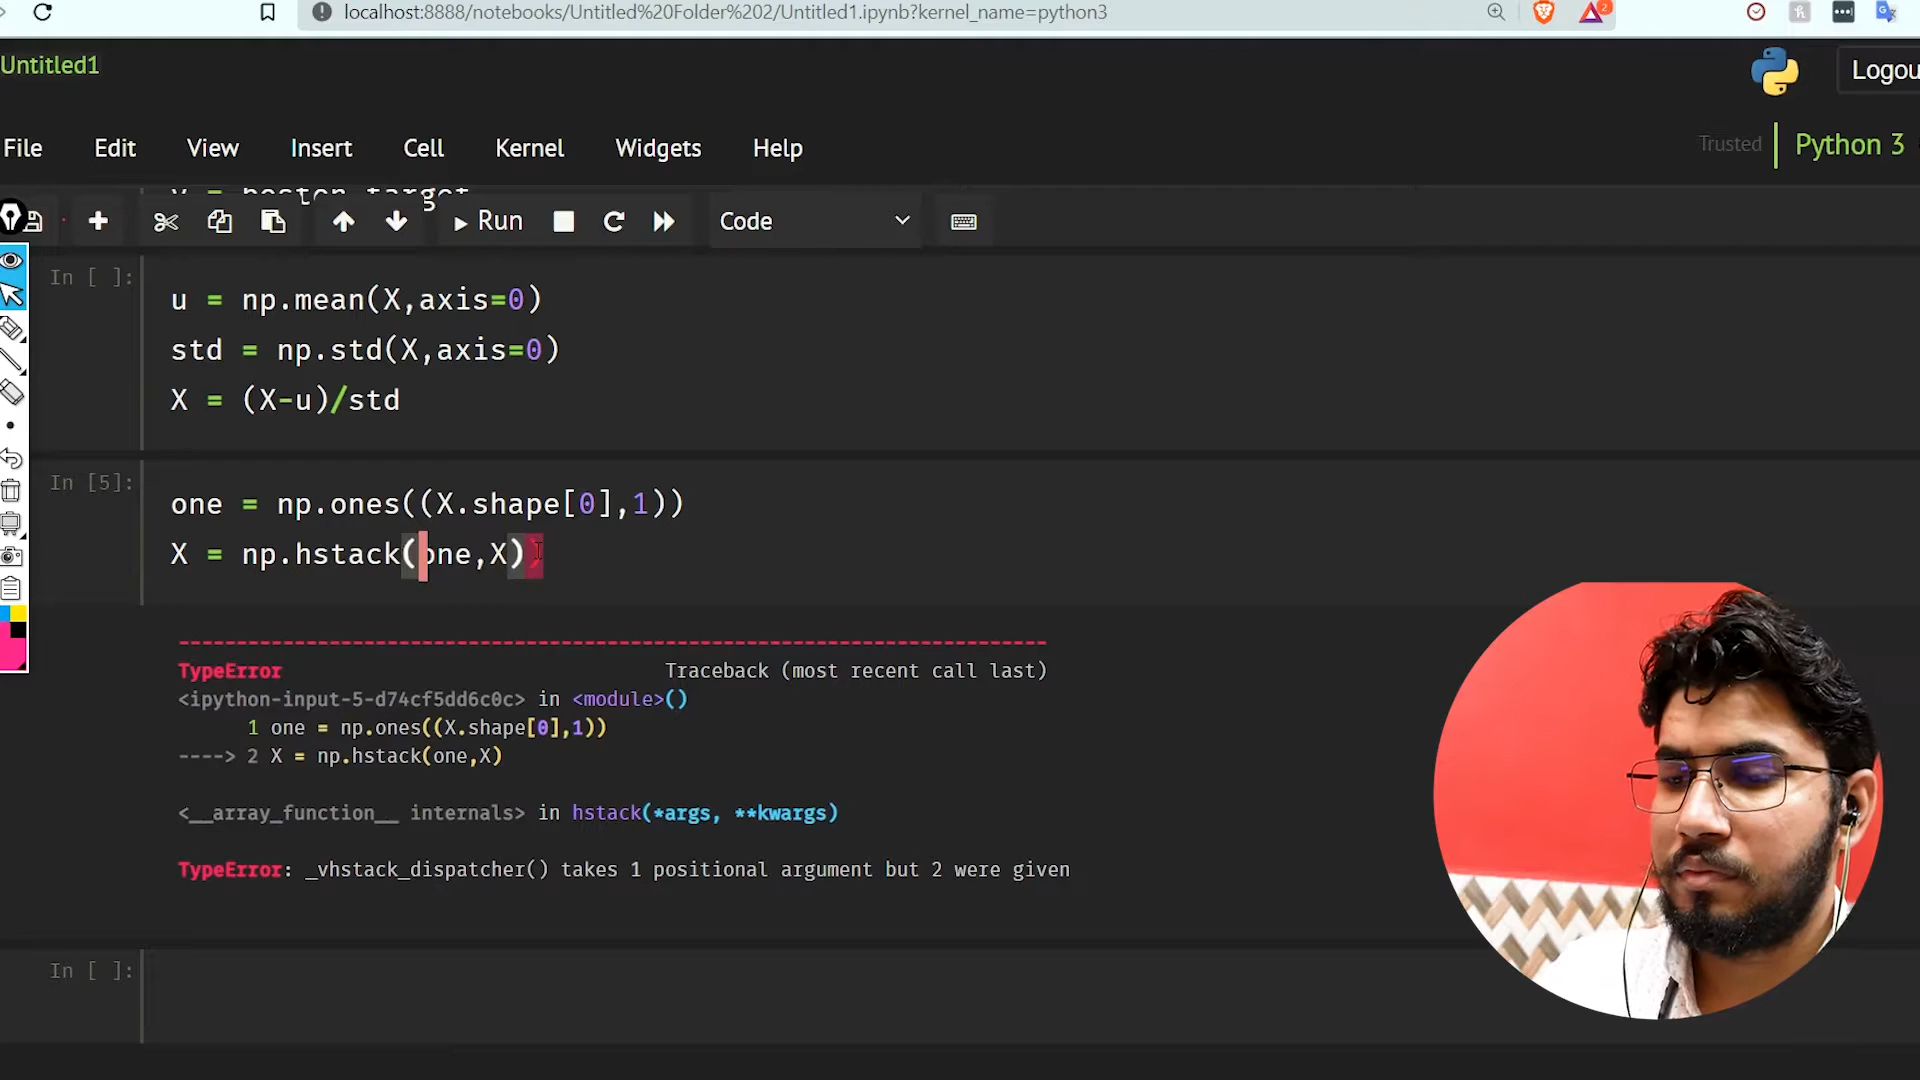 localhost:8888/notebooks/Untitled%20Folder%202/Untitled1.ipynb?kernel_name=python3
2
Untitled1
Logou
File Edit View Insert Cell Kernel Widgets Help
Trusted Python 3
y = boston.target
Run Code
In [ ]:
u = np.mean(X,axis=0)
std = np.std(X,axis=0)
X = (X-u)/std
In [5]:
one = np.ones((X.shape[0],1))
X = np.hstack(one,X))
--------------------------------------------------------------------------
TypeError Traceback (most recent call last)
<ipython-input-5-d74cf5dd6c0c> in <module>()
1 one = np.ones((X.shape[0],1))
----> 2 X = np.hstack(one,X)
<__array_function__ internals> in hstack(*args, **kwargs)
TypeError: _vhstack_dispatcher() takes 1 positional argument but 2 were given
In [ ]: